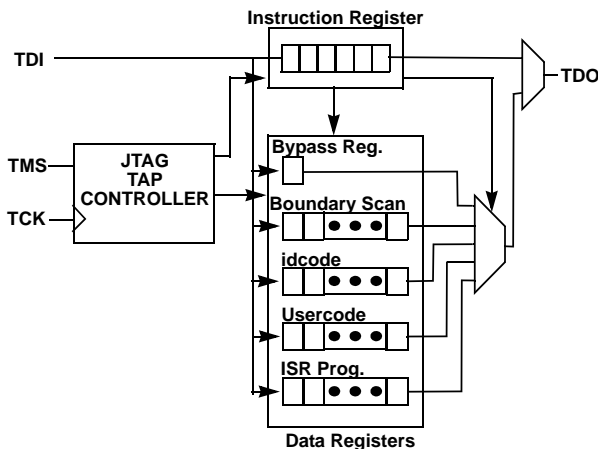 Instruction Register
TDI
TDO
Bypass Reg.
JTAG
TAP
CONTROLLER
TMS
TCK
Boundary Scan
idcode
Usercode
ISR Prog.
Data Registers